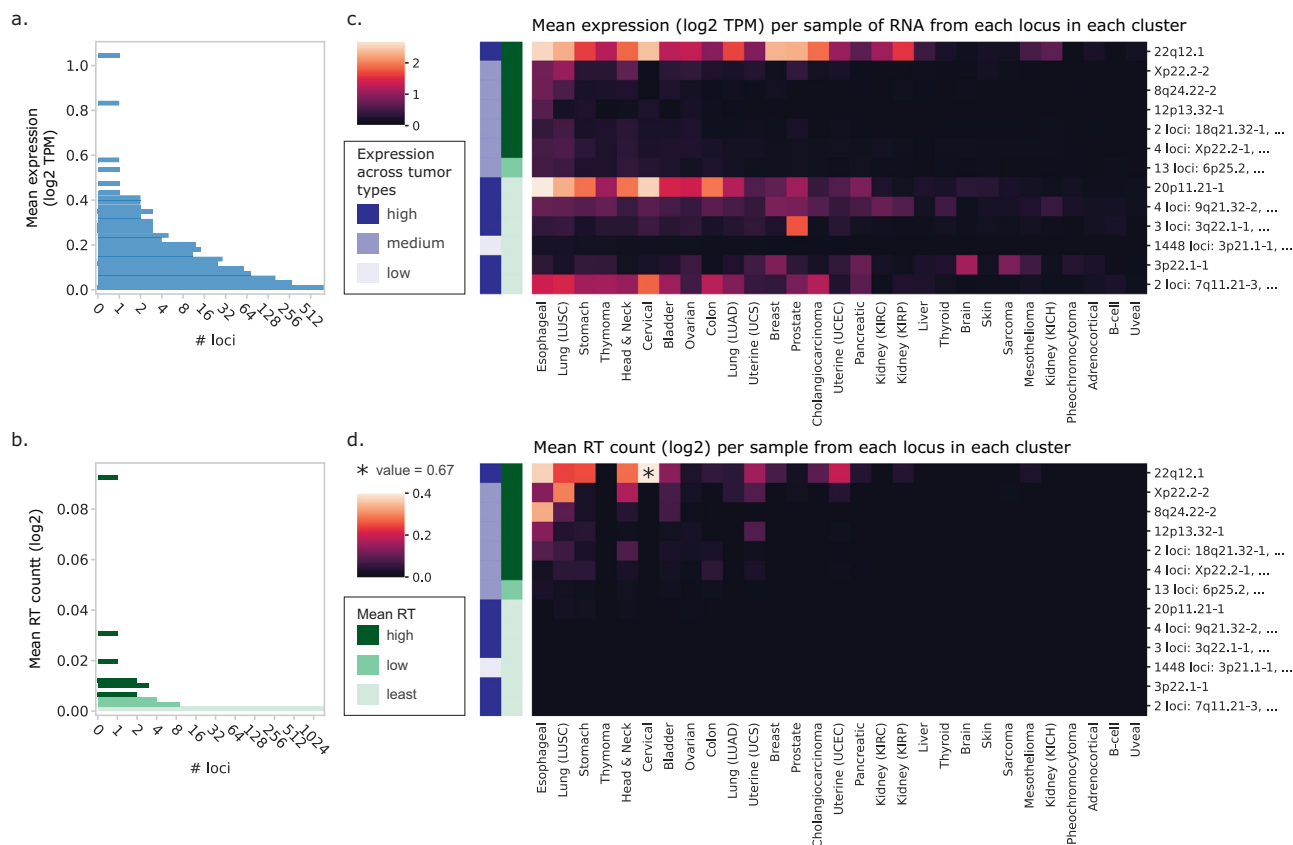 a.
Mean expression
(log2 TPM)
1.0
0.8
0.6
0.4
0.2
0.0
0
1
2
4
8
16
32
64
128
256
512
# loci
c.
Mean expression (log2 TPM) per sample of RNA from each locus in each cluster
2
1
0
Expression
across tumor
types
high
medium
low
22q12.1
Xp22.2-2
8q24.22-2
12p13.32-1
2 loci: 18q21.32-1, ...
4 loci: Xp22.2-1, ...
13 loci: 6p25.2, ...
20p11.21-1
4 loci: 9q21.32-2, ...
3 loci: 3q22.1-1, ...
1448 loci: 3p21.1-1, ...
3p22.1-1
2 loci: 7q11.21-3, ...
Esophageal
Lung (LUSC)
Stomach
Thymoma
Head & Neck
Cervical
Bladder
Ovarian
Colon
Lung (LUAD)
Uterine (UCS)
Breast
Prostate
Cholangiocarcinoma
Uterine (UCEC)
Pancreatic
Kidney (KIRC)
Kidney (KIRP)
Liver
Thyroid
Brain
Skin
Sarcoma
Mesothelioma
Kidney (KICH)
Pheochromocytoma
Adrenocortical
B-cell
Uveal
b.
Mean RT countt (log2)
0.08
0.06
0.04
0.02
0.00
0
1
2
4
8
16
32
64
128
256
512
1024
# loci
d.
Mean RT count (log2) per sample from each locus in each cluster
* value = 0.67
0.4
0.2
0.0
Mean RT
high
low
least
*
22q12.1
Xp22.2-2
8q24.22-2
12p13.32-1
2 loci: 18q21.32-1, ...
4 loci: Xp22.2-1, ...
13 loci: 6p25.2, ...
20p11.21-1
4 loci: 9q21.32-2, ...
3 loci: 3q22.1-1, ...
1448 loci: 3p21.1-1, ...
3p22.1-1
2 loci: 7q11.21-3, ...
Esophageal
Lung (LUSC)
Stomach
Thymoma
Head & Neck
Cervical
Bladder
Ovarian
Colon
Lung (LUAD)
Uterine (UCS)
Breast
Prostate
Cholangiocarcinoma
Uterine (UCEC)
Pancreatic
Kidney (KIRC)
Kidney (KIRP)
Liver
Thyroid
Brain
Skin
Sarcoma
Mesothelioma
Kidney (KICH)
Pheochromocytoma
Adrenocortical
B-cell
Uveal